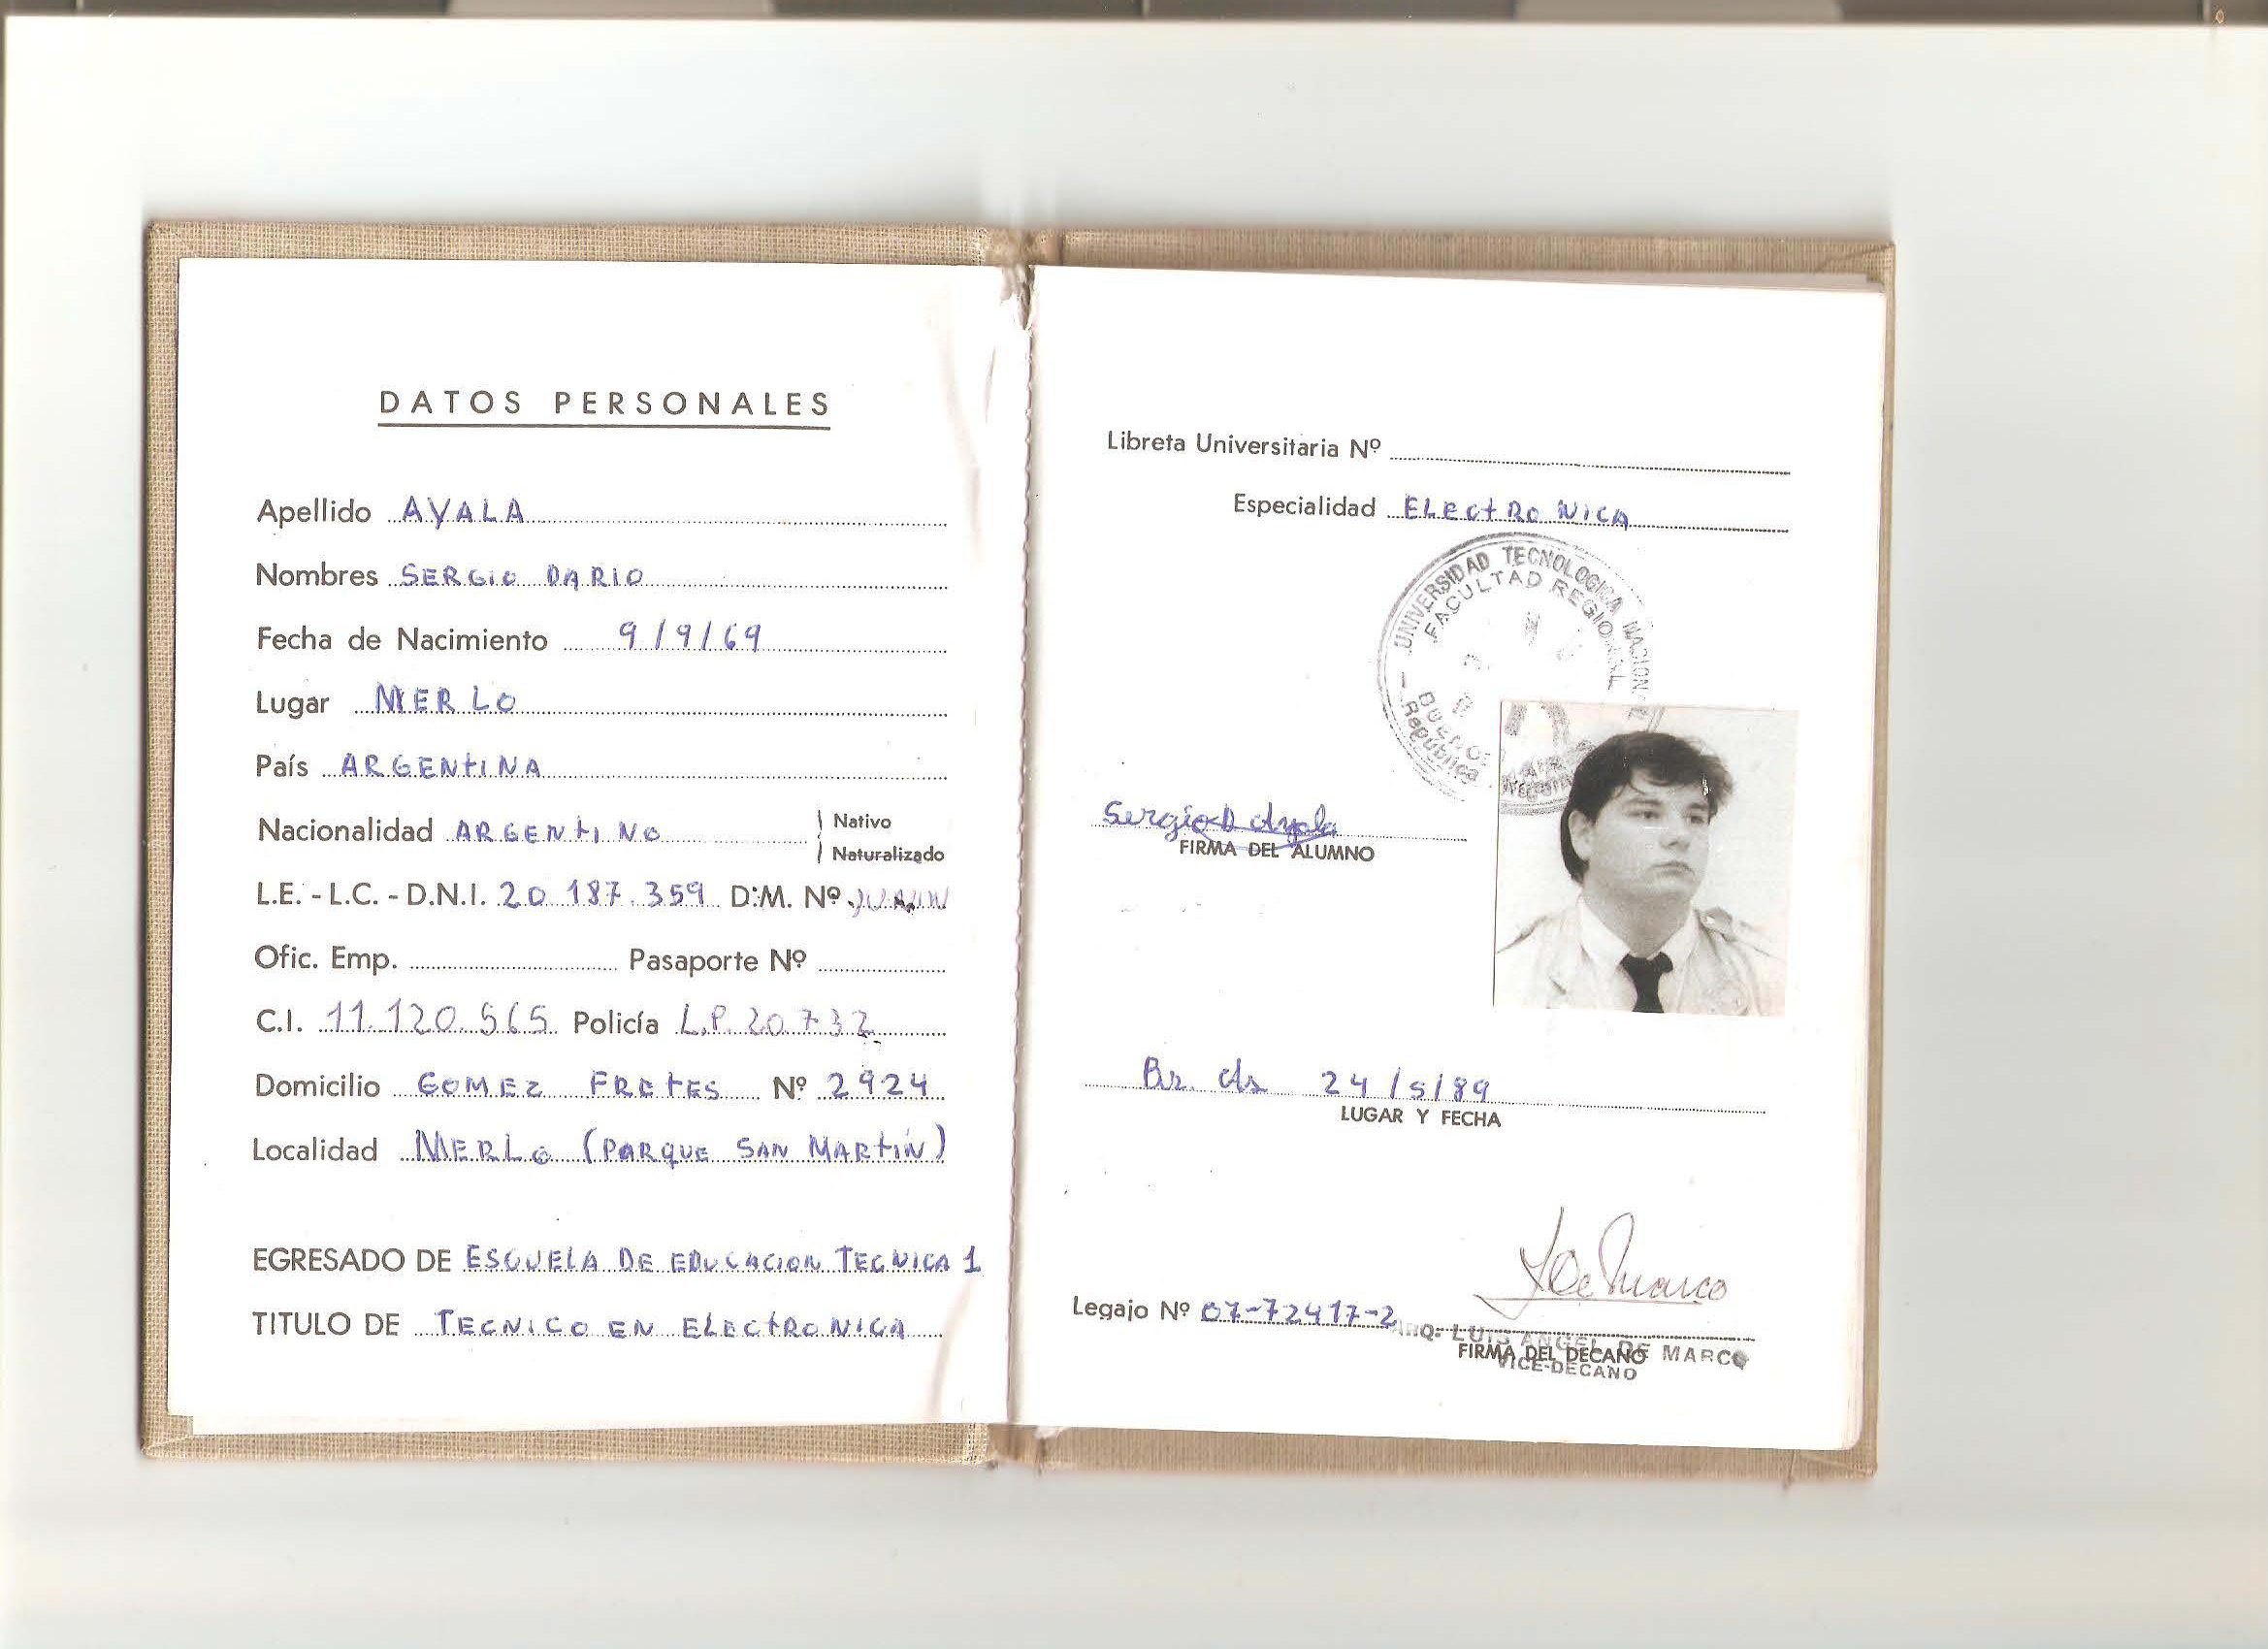 DATOS PERSONALES
Apellido AYALA
Nombres SERGIO DARIO
Fecha de Nacimiento 9/9/69
Lugar MERLO
País ARGENTINA
Nacionalidad ARGENTINO
Nativo
Naturalizado
L.E. - L.C. - D.N.I. 20 187.359 D.M. Nº
Ofic. Emp. Pasaporte Nº
C.I. 11.120.565 Policía L.P. 20732
Domicilio GOMEZ FRETES Nº 2924
Localidad MERLO (PARQUE SAN MARTIN)
EGRESADO DE ESCUELA DE EDUCACION TECNICA 1
TITULO DE TECNICO EN ELECTRONICA
Libreta Universitaria Nº
Especialidad ELECTRONICA
UNIVERSIDAD TECNOLOGICA NACIONAL
FACULTAD REGIONAL
BUENOS
República
Sergio D Ayala
FIRMA DEL ALUMNO
Bs. As 24/5/89
LUGAR Y FECHA
De Marco
Legajo Nº 07-72417-2
ARQ: LUIS ANGEL DE MARCO
FIRMA DEL DECANO
VICE-DECANO